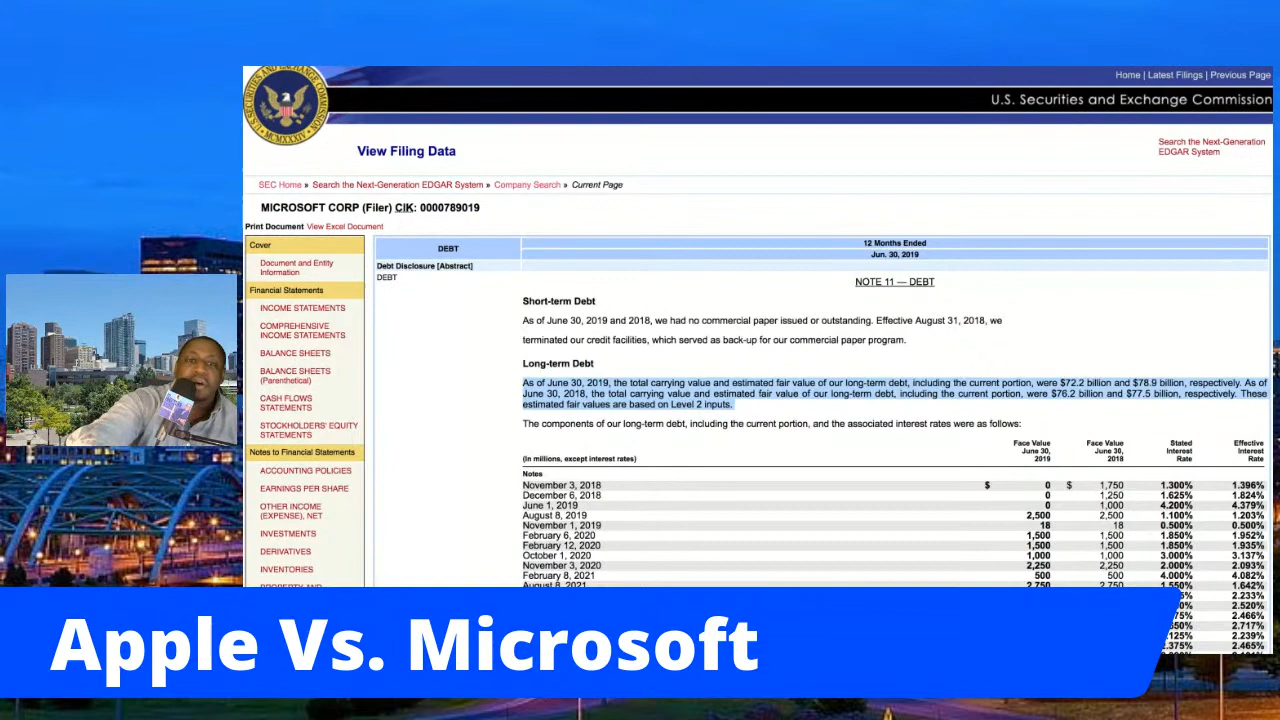 Home | Latest Filings | Previous Page
U.S. Securities and Exchange Commission
MCMXXXIV
View Filing Data
Search the Next-Generation
EDGAR System
SEC Home » Search the Next-Generation EDGAR System » Company Search » Current Page
MICROSOFT CORP (Filer) CIK: 0000789019
Print Document View Excel Document
Cover
Document and Entity
Information
Financial Statements
INCOME STATEMENTS
COMPREHENSIVE
INCOME STATEMENTS
BALANCE SHEETS
BALANCE SHEETS
(Parenthetical)
CASH FLOWS
STATEMENTS
STOCKHOLDERS' EQUITY
STATEMENTS
Notes to Financial Statements
ACCOUNTING POLICIES
EARNINGS PER SHARE
OTHER INCOME
(EXPENSE), NET
INVESTMENTS
DERIVATIVES
INVENTORIES
DEBT
12 Months Ended
Jun. 30, 2019
Debt Disclosure [Abstract]
DEBT
NOTE 11 — DEBT
Short-term Debt
As of June 30, 2019 and 2018, we had no commercial paper issued or outstanding. Effective August 31, 2018, we
terminated our credit facilities, which served as back-up for our commercial paper program.
Long-term Debt
As of June 30, 2019, the total carrying value and estimated fair value of our long-term debt, including the current portion, were $72.2 billion and $78.9 billion, respectively. As of
June 30, 2018, the total carrying value and estimated fair value of our long-term debt, including the current portion, were $76.2 billion and $77.5 billion, respectively. These
estimated fair values are based on Level 2 inputs.
The components of our long-term debt, including the current portion, and the associated interest rates were as follows:
(In millions, except interest rates) Face Value June 30, 2019 Face Value June 30, 2018 Stated Interest Rate Effective Interest Rate
Notes
November 3, 2018 $ 0 $ 1,750 1.300% 1.396%
December 6, 2018 0 1,250 1.625% 1.824%
June 1, 2019 0 1,000 4.200% 4.379%
August 8, 2019 2,500 2,500 1.100% 1.203%
November 1, 2019 18 18 0.500% 0.500%
February 6, 2020 1,500 1,500 1.850% 1.952%
February 12, 2020 1,500 1,500 1.850% 1.935%
October 1, 2020 1,000 1,000 3.000% 3.137%
November 3, 2020 2,250 2,250 2.000% 2.093%
February 8, 2021 500 500 4.000% 4.082%
August 8, 2021 2,750 2,750 1.550% 1.642%
2.233%
2.520%
2.466%
2.717%
2.239%
2.465%
Apple Vs. Microsoft